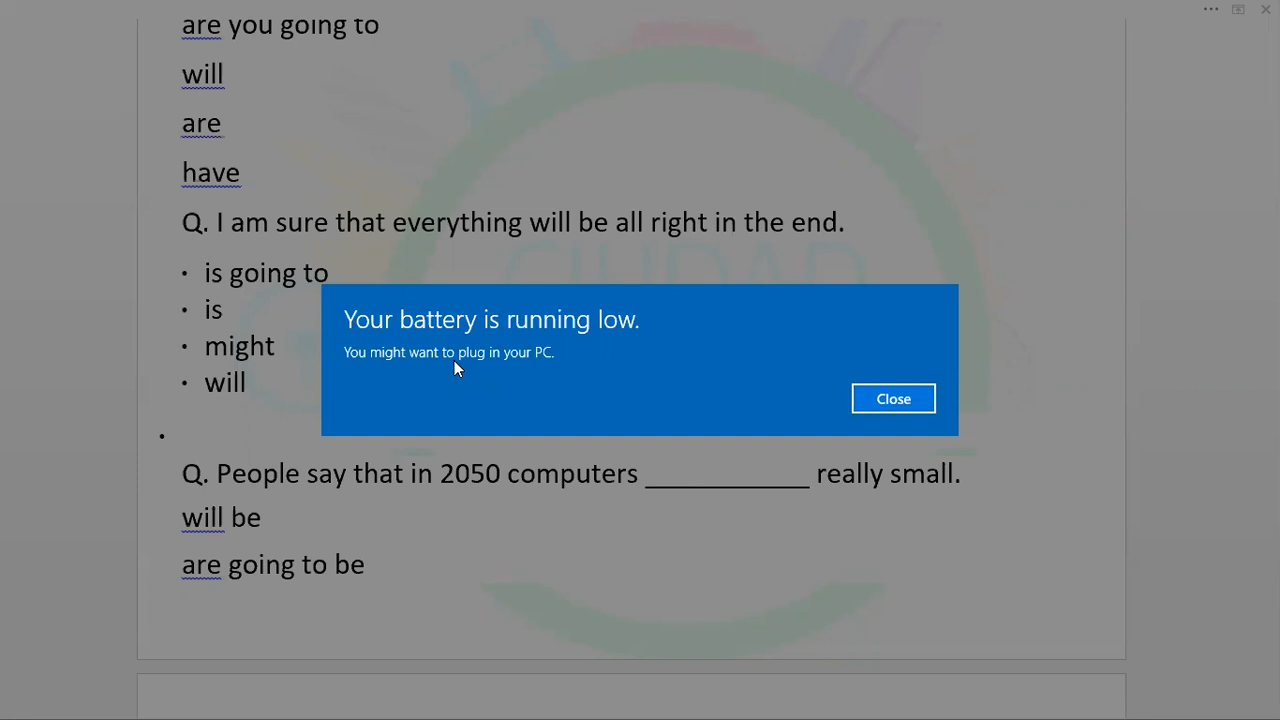 are you going to
will
are
have
Q. I am sure that everything will be all right in the end.
• is going to
• is
• might
• will
Your battery is running low.
You might want to plug in your PC.
Close
•
Q. People say that in 2050 computers ___________ really small.
will be
are going to be